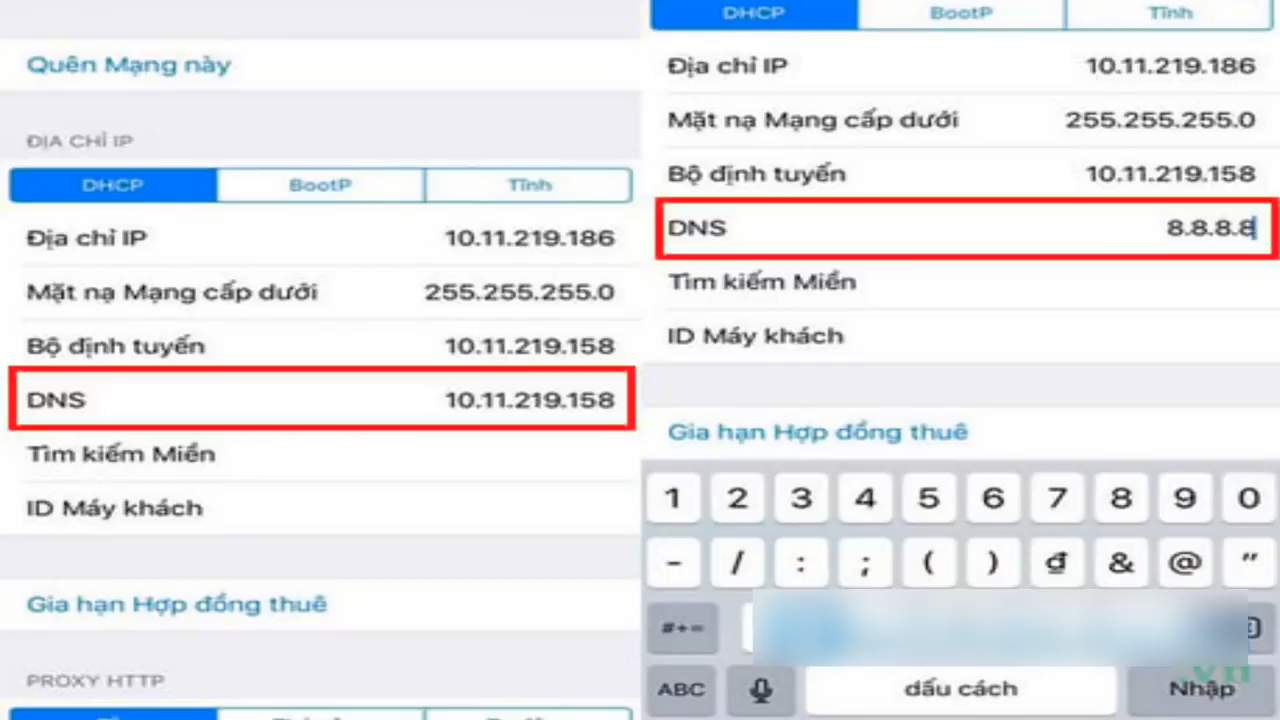 Quên Mạng này
ĐỊA CHỈ IP
DHCP BootP Tĩnh
Địa chỉ IP 10.11.219.186
Mặt nạ Mạng cấp dưới 255.255.255.0
Bộ định tuyến 10.11.219.158
DNS 10.11.219.158
Tìm kiếm Miền
ID Máy khách
Gia hạn Hợp đồng thuê
PROXY HTTP
DHCP BootP Tĩnh
Địa chỉ IP 10.11.219.186
Mặt nạ Mạng cấp dưới 255.255.255.0
Bộ định tuyến 10.11.219.158
DNS 8.8.8.8
Tìm kiếm Miền
ID Máy khách
Gia hạn Hợp đồng thuê
1 2 3 4 5 6 7 8 9 0
- / : ; ( ) ₫ & @ "
#+=
.vn
ABC dấu cách Nhập